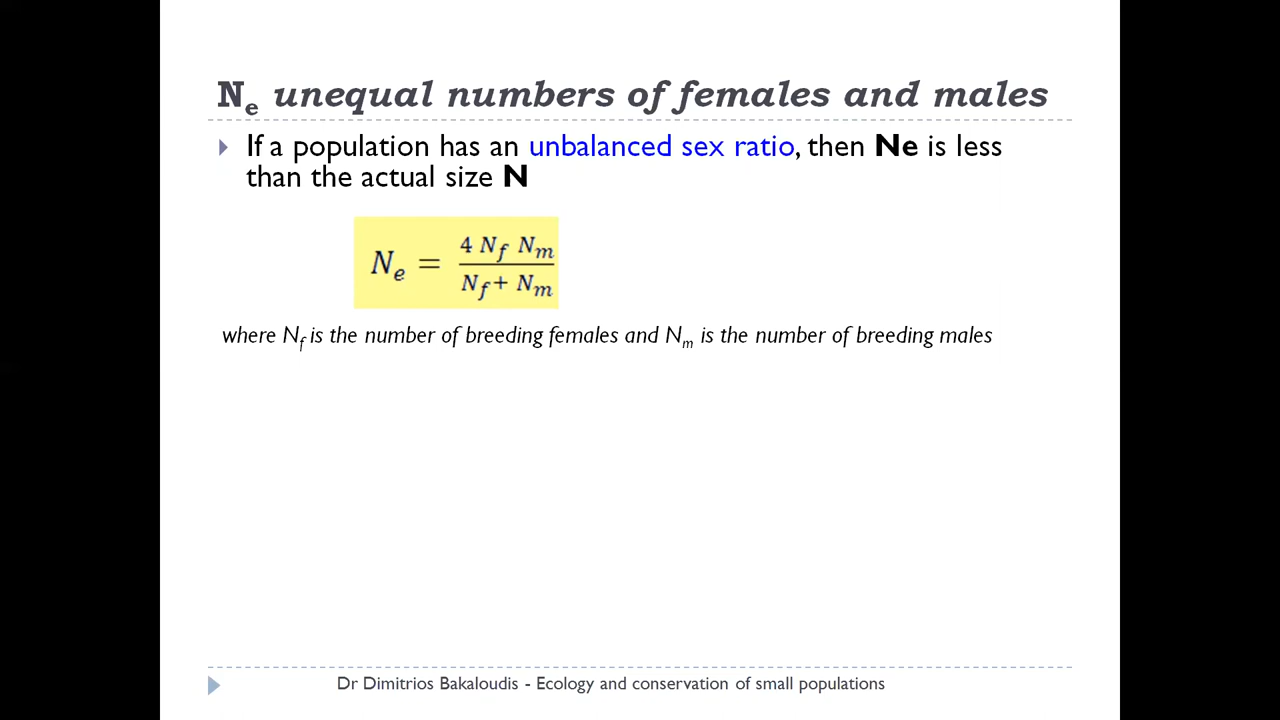 Ne unequal numbers of females and males
If a population has an unbalanced sex ratio, then Ne is less
than the actual size N
Ne = 4 Nf Nm / Nf + Nm
where Nf is the number of breeding females and Nm is the number of breeding males
Dr Dimitrios Bakaloudis - Ecology and conservation of small populations